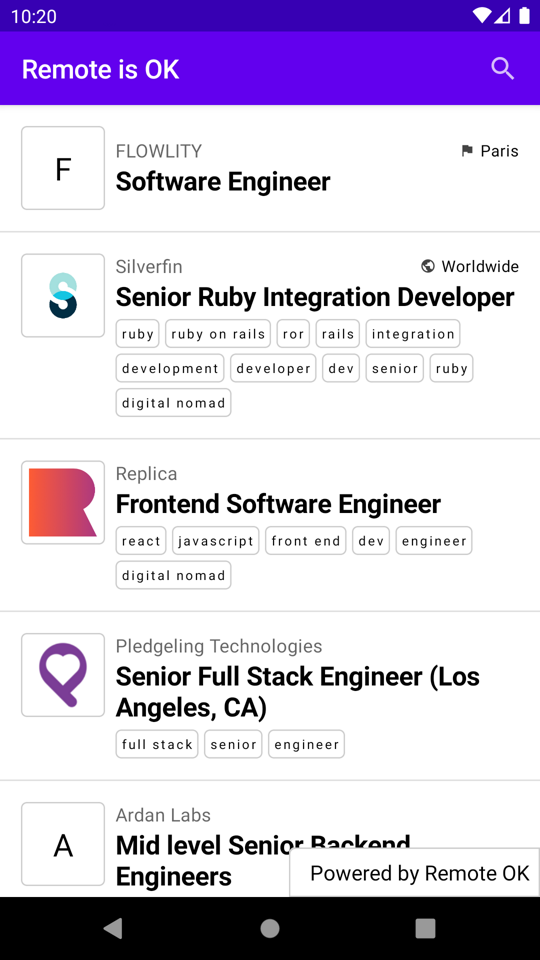 10:20
Remote is OK
F
FLOWLITY
Paris
Software Engineer
Silverfin
Worldwide
Senior Ruby Integration Developer
ruby ruby on rails ror rails integration
development developer dev senior ruby
digital nomad
Replica
Frontend Software Engineer
react javascript front end dev engineer
digital nomad
Pledgeling Technologies
Senior Full Stack Engineer (Los
Angeles, CA)
full stack senior engineer
A
Ardan Labs
Mid level Senior Backend
Engineers
Powered by Remote OK